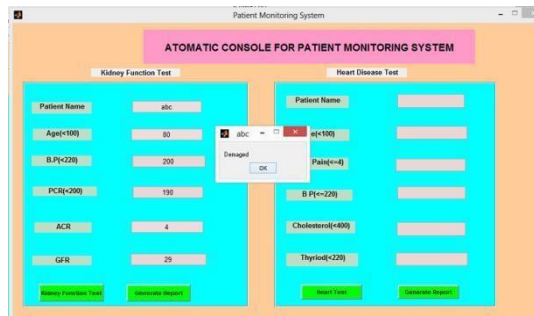 Patient Monitoring System
ATOMATIC CONSOLE FOR PATIENT MONITORING SYSTEM
Kidney Function Test
Heart Disease Test
Patient Name abc
Age(<100) 80
B.P(<220) 200
PCR(<200) 190
ACR 4
GFR 29
Kidney Function Test Generate Report
abc
Damaged
OK
Patient Name
e(<100)
Pain(<=4)
B P(<=220)
Cholesterol(<400)
Thyriod(<220)
Heart Test Generate Report